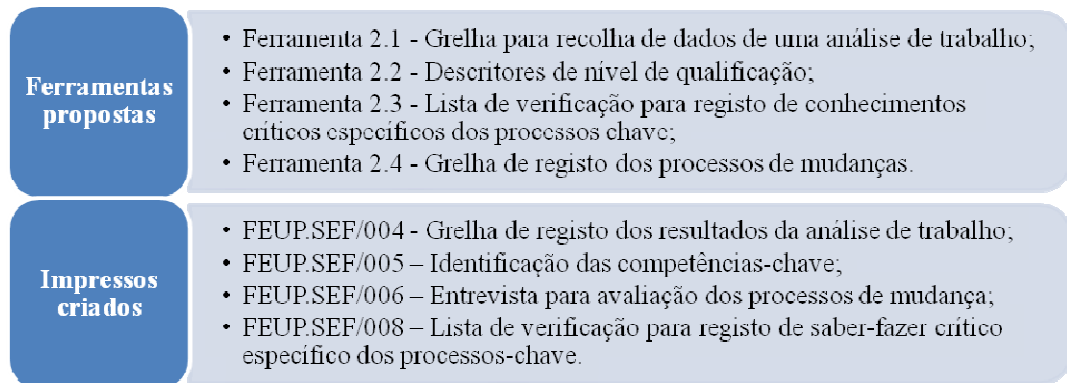 Ferramentas
propostas
• Ferramenta 2.1 - Grelha para recolha de dados de uma análise de trabalho;
• Ferramenta 2.2 - Descritores de nível de qualificação;
• Ferramenta 2.3 - Lista de verificação para registo de conhecimentos
críticos específicos dos processos chave;
• Ferramenta 2.4 - Grelha de registo dos processos de mudanças.
Impressos
criados
• FEUP.SEF/004 - Grelha de registo dos resultados da análise de trabalho;
• FEUP.SEF/005 – Identificação das competências-chave;
• FEUP.SEF/006 – Entrevista para avaliação dos processos de mudança;
• FEUP.SEF/008 – Lista de verificação para registo de saber-fazer crítico
específico dos processos-chave.